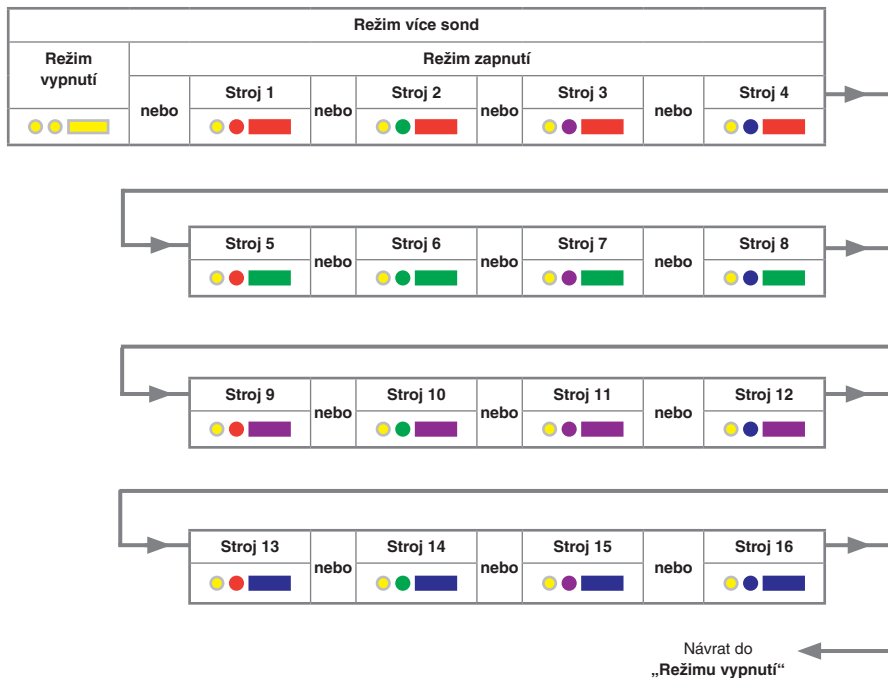 Režim více sond
Režim
vypnutí
Režim zapnutí
nebo
Stroj 1
nebo
Stroj 2
nebo
Stroj 3
nebo
Stroj 4
Stroj 5
nebo
Stroj 6
nebo
Stroj 7
nebo
Stroj 8
Stroj 9
nebo
Stroj 10
nebo
Stroj 11
nebo
Stroj 12
Stroj 13
nebo
Stroj 14
nebo
Stroj 15
nebo
Stroj 16
Návrat do
„Režimu vypnutí“